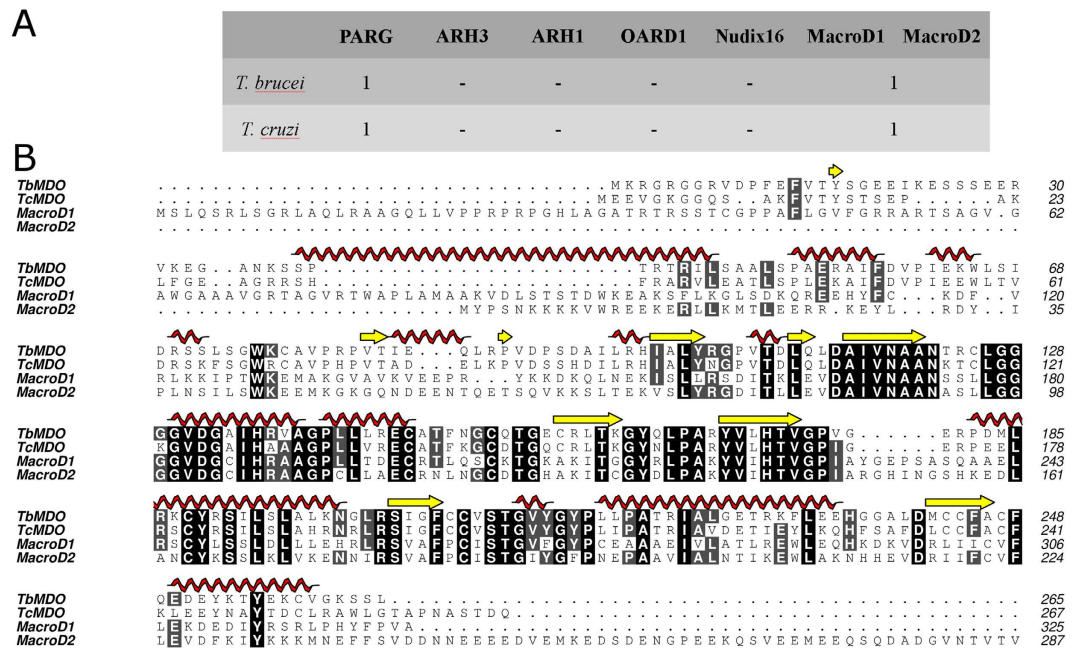 A
PARG ARH3 ARH1 OARD1 Nudix16 MacroD1 MacroD2
T. brucei 1 - - - - 1
T. cruzi 1 - - - - 1
B
TbMDO .................................MKRGRGGRVDPFEFVTYSGEEIKESSSEER 30
TcMDO ................................MEEVGKGGQS..AKFVTYSTSEP......AK 23
MacroD1 MSLQSRLSGRLAQLRAAGQLLVPPRPRPGHLAGATRTRSSTCGPPAFLGVFGRRARTSAGV.G 62
MacroD2 ...............................................................
TbMDO VKEG..ANKSSP.......................TRTRILSAALSPAERAIFDVPIEKWLSI 68
TcMDO LFGE..AGRRSH.......................FRARVLEATLSPLEKAIFDVPIEEWLTV 61
MacroD1 AWGAAAVGRTAGVRTWAPLAMAAKVDLSTSTDWKEAKSFLKGLSDKQREEHYFC...KDF..V 120
MacroD2 .......................MYPSNKKKKVWREEKERLLKMTLEERR.KEYL..RDY..I 35
TbMDO DRSSLSGWKCAVPRPVTIE...QLRPVDPSDAILRHIALYRGPVTDLQLDAIVNAANTRCLGG 128
TcMDO DRSKFSGWRCAVPHPVTAD...ELKPVDSSDAILRHIALYNGPVTDLQLDAIVNAANTRCLGG 121
MacroD1 RLKKIPTWKEMAKGVAVKVEEPR...YKKDKQLNEKISLLRSDITKLEVDAIVNAANSSLLGG 180
MacroD2 PLNSILSWKEEMKGKGQNDEENTQETSQVKKSLTEKVSLYRGDITLLEVDAIVNAANASLLGG 98
TbMDO GGVDGAIHRVAGPLLLRECATFNGCQTGECRLTKGYQLPARYVLHTVGPVG.....ERPDML 185
TcMDO GGVDGAIHAAAGPLLVRECATFKGCDTGQCRLTKGYDLPARYVLHTVGPIG.....ERPEEL 178
MacroD1 GGVDGCIHRAAGPLLTDECRTLQSCKTGKAKITGGYRLPAKYVIHTVGPIAYGEPSASQAAEL 243
MacroD2 GGVDGCIHRAAGPCLLAECRNLNGCDTGHAKITCGYDLPAKYVIHTVGPIARGHINGSHKEDL 161
TbMDO RKCYRSILSLALKNGLRSIGFCCVSTGVYGYPLLPATRIALGETRKFLEEHGGALDMCCFACF 248
TcMDO RSCYRSILSLAHRNRLRSIGFCCVSTGVYGYPLLPATRIAVDETIEYLKQHFSAFDLCCFACF 241
MacroD1 RSCYLSSLDLLLEHRLRSVAFPCISTGVFGYPCEAAAEIVLATLREWLEQHKDKVDRLIICVF 306
MacroD2 ANCYKSSLKLVKENNIRSVAFPCISTGIYGFPNEPAAVIALNTIKEWLAKNHHEVDRIIFCVF 224
TbMDO QEDEYKTYEKCVGKSSL.............................................. 265
TcMDO KLEEYNAYTDCLRAWLGTAPNASTDQ..................................... 267
MacroD1 LEKDEDIYRSRLPHYFPVA............................................ 325
MacroD2 LEVDFKIYKKKMNEFFSVDDNNEEEEDVEMKEDSDENGPEEKQSVEEMEEQSQDADGVNTVTV 287